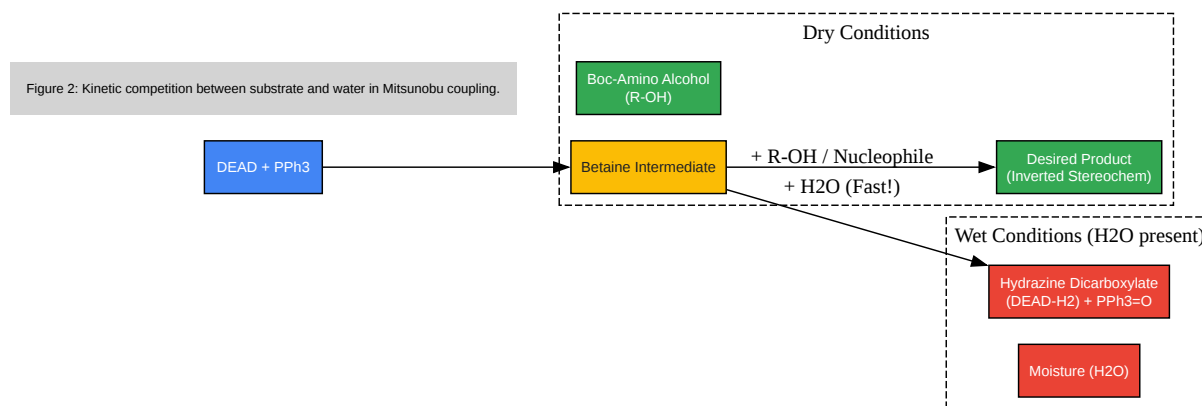 Dry Conditions
Boc-Amino Alcohol
(R-OH)
Figure 2: Kinetic competition between substrate and water in Mitsunobu coupling.
DEAD + PPh3
Betaine Intermediate
+ R-OH / Nucleophile
+ H2O (Fast!)
Desired Product
(Inverted Stereochem)
Wet Conditions (H2O present)
Hydrazine Dicarboxylate
(DEAD-H2) + PPh3=O
Moisture (H2O)